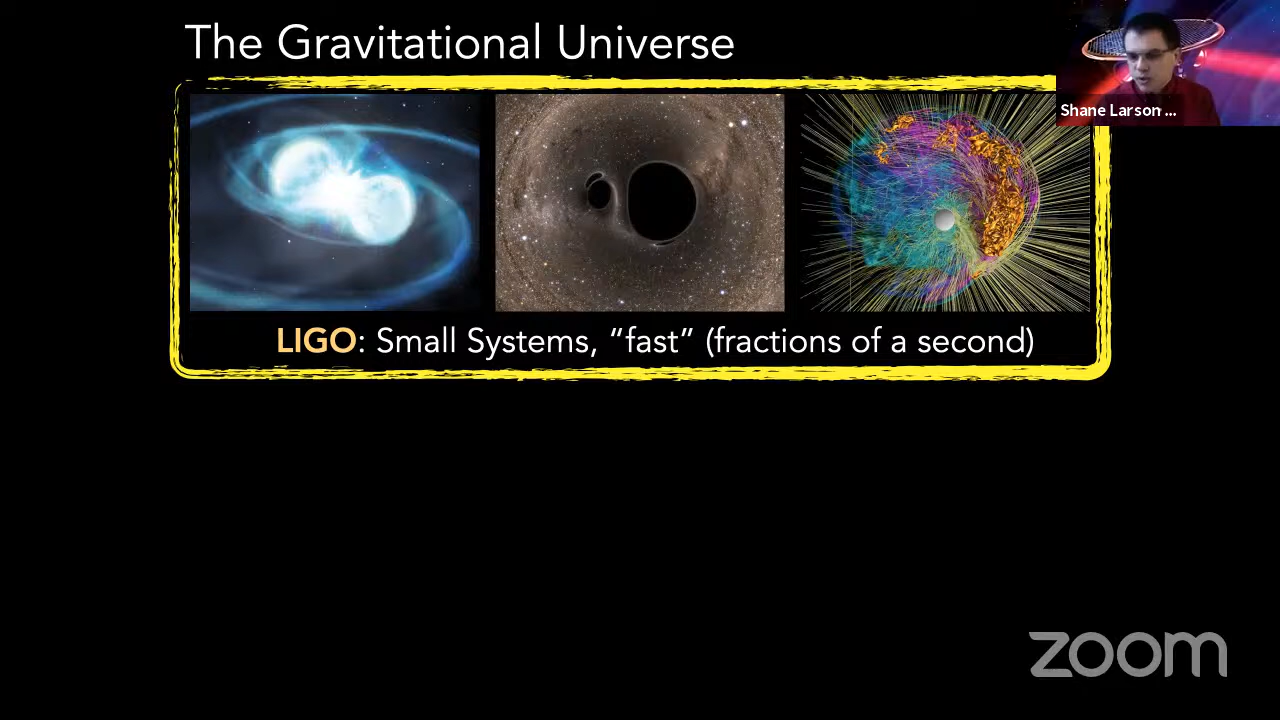 The Gravitational Universe
Shane Larson ...
LIGO: Small Systems, “fast” (fractions of a second)
zoom